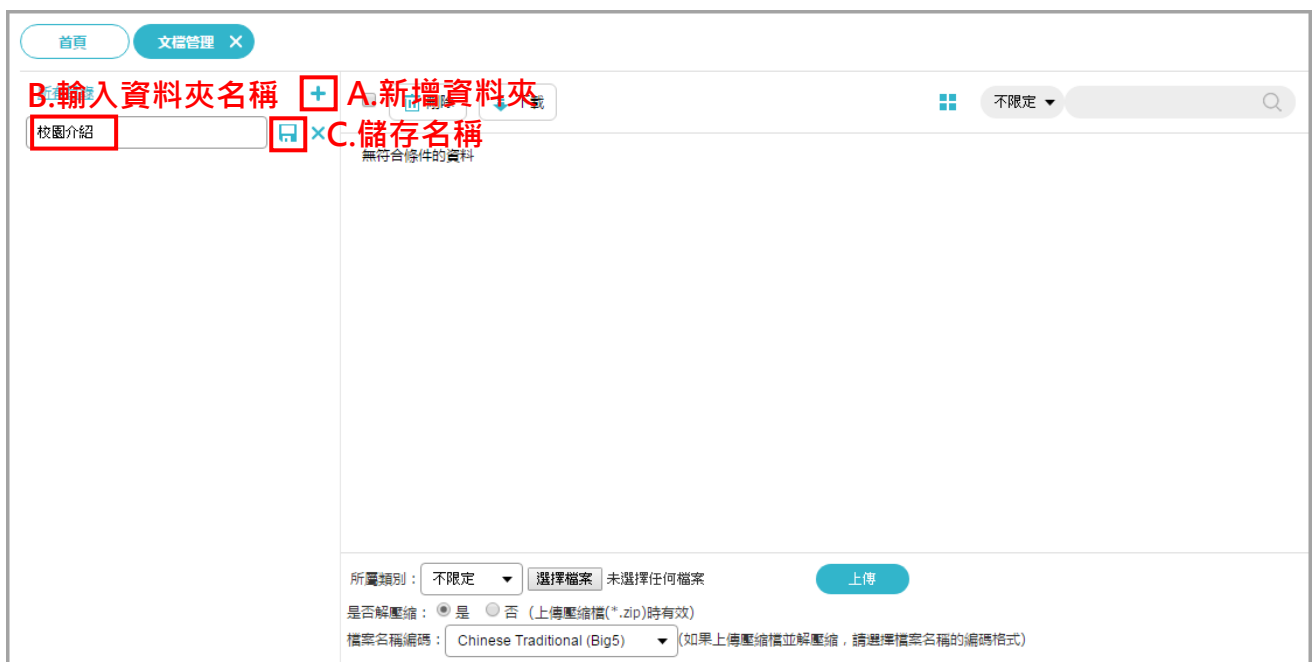 首頁 文檔管理 ×
B.輸入資料夾名稱 + A.新增資料夾
不限定
校園介紹 × C.儲存名稱
無符合條件的資料
所屬類別： 不限定 選擇檔案 未選擇任何檔案 上傳
是否解壓縮： 是 否 (上傳壓縮檔(*.zip)時有效)
檔案名稱編碼： Chinese Traditional (Big5) (如果上傳壓縮檔並解壓縮，請選擇檔案名稱的編碼格式)